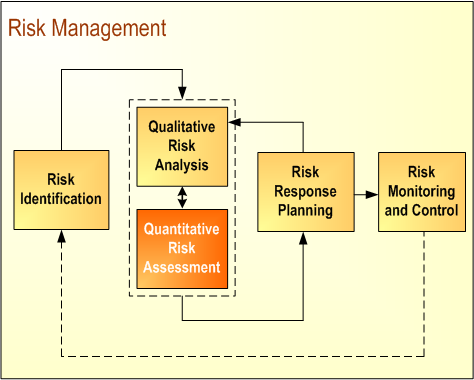 Risk Management
Qualitative
Risk
Analysis
Risk
Identification
Quantitative
Risk
Assessment
Risk
Response
Planning
Risk
Monitoring
and Control